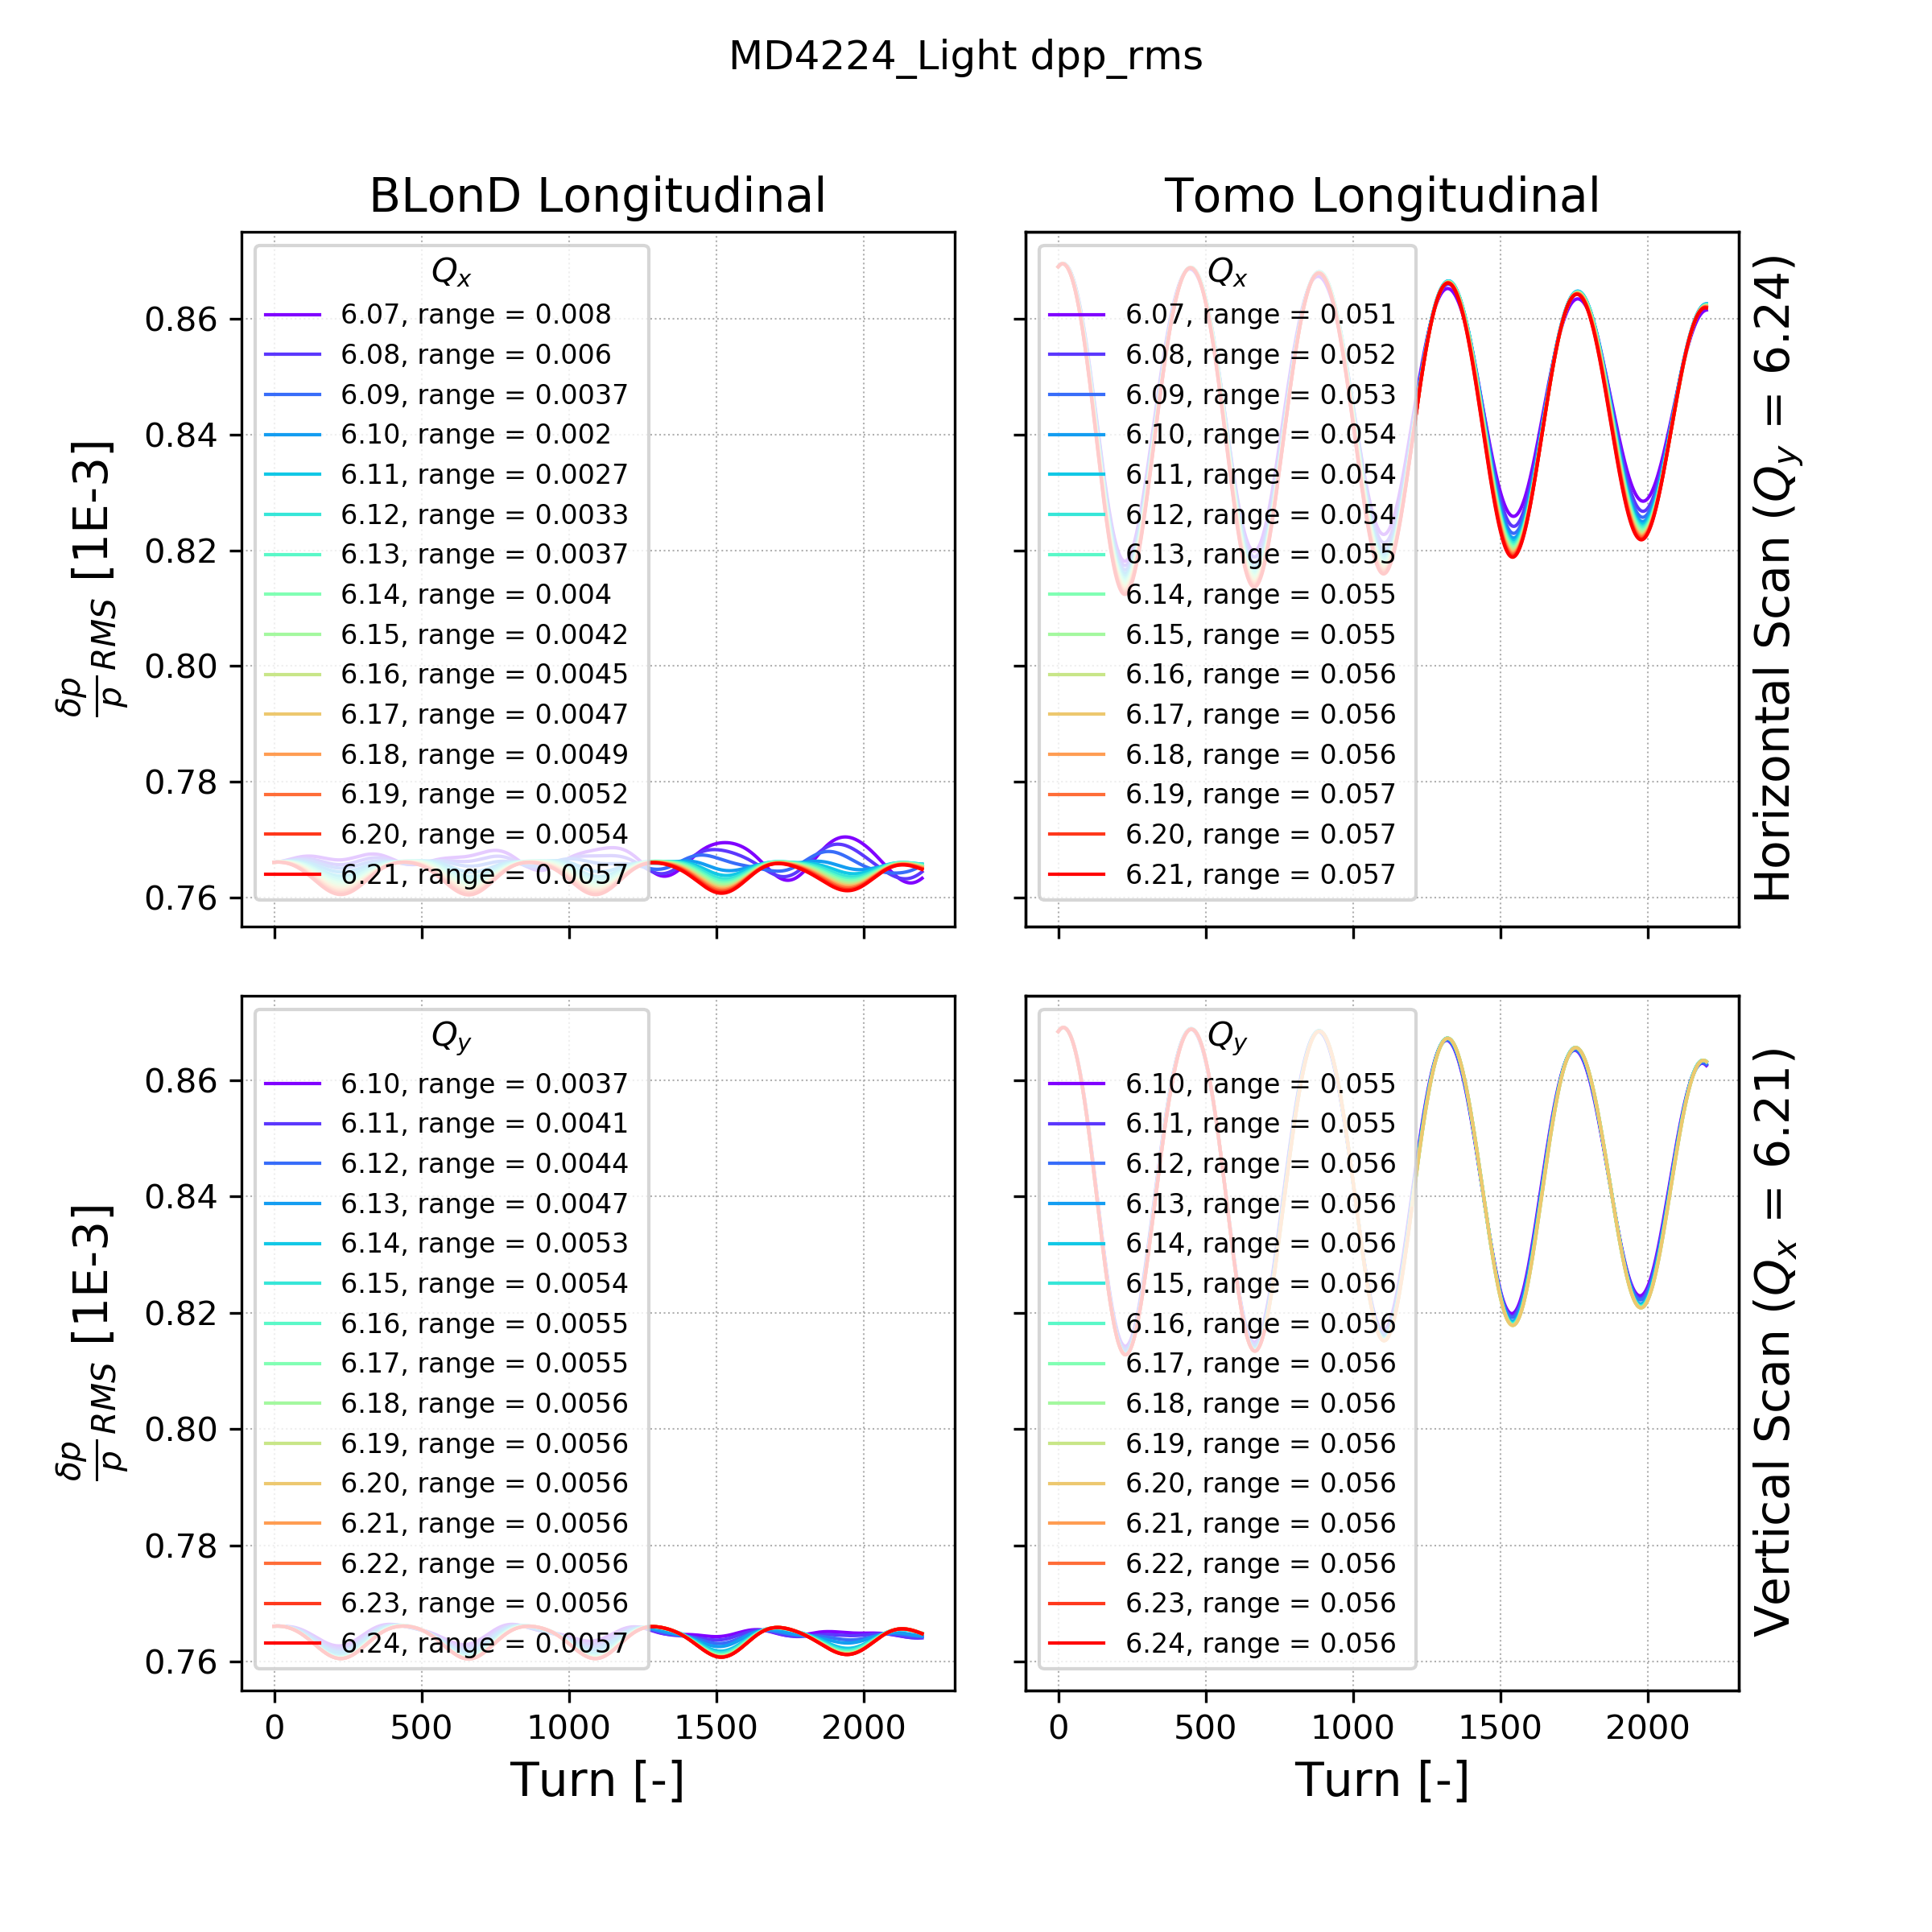 MD4224_Light dpp_rms
BLonD Longitudinal
Tomo Longitudinal
δp/p RMS [1E-3]
0.86
0.84
0.82
0.80
0.78
0.76
Qx
6.07, range = 0.008
6.08, range = 0.006
6.09, range = 0.0037
6.10, range = 0.002
6.11, range = 0.0027
6.12, range = 0.0033
6.13, range = 0.0037
6.14, range = 0.004
6.15, range = 0.0042
6.16, range = 0.0045
6.17, range = 0.0047
6.18, range = 0.0049
6.19, range = 0.0052
6.20, range = 0.0054
6.21, range = 0.0057
Qx
6.07, range = 0.051
6.08, range = 0.052
6.09, range = 0.053
6.10, range = 0.054
6.11, range = 0.054
6.12, range = 0.054
6.13, range = 0.055
6.14, range = 0.055
6.15, range = 0.055
6.16, range = 0.056
6.17, range = 0.056
6.18, range = 0.056
6.19, range = 0.057
6.20, range = 0.057
6.21, range = 0.057
Horizontal Scan (Qy = 6.24)
δp/p RMS [1E-3]
0.86
0.84
0.82
0.80
0.78
0.76
Qy
6.10, range = 0.0037
6.11, range = 0.0041
6.12, range = 0.0044
6.13, range = 0.0047
6.14, range = 0.0053
6.15, range = 0.0054
6.16, range = 0.0055
6.17, range = 0.0055
6.18, range = 0.0056
6.19, range = 0.0056
6.20, range = 0.0056
6.21, range = 0.0056
6.22, range = 0.0056
6.23, range = 0.0056
6.24, range = 0.0057
Qy
6.10, range = 0.055
6.11, range = 0.055
6.12, range = 0.056
6.13, range = 0.056
6.14, range = 0.056
6.15, range = 0.056
6.16, range = 0.056
6.17, range = 0.056
6.18, range = 0.056
6.19, range = 0.056
6.20, range = 0.056
6.21, range = 0.056
6.22, range = 0.056
6.23, range = 0.056
6.24, range = 0.056
Vertical Scan (Qx = 6.21)
0 500 1000 1500 2000
0 500 1000 1500 2000
Turn [-]
Turn [-]